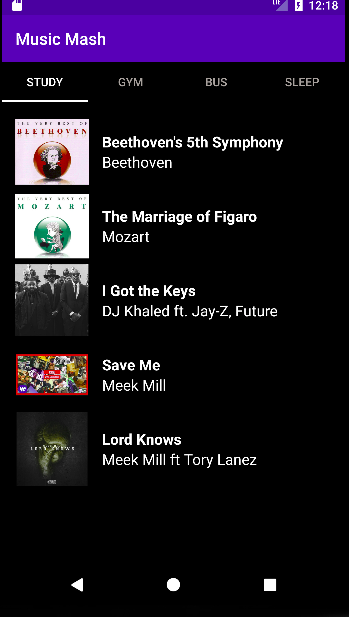 12:18
Music Mash
STUDY GYM BUS SLEEP
THE VERY BEST OF
BEETHOVEN
Beethoven's 5th Symphony
Beethoven
THE VERY BEST OF
MOZART
The Marriage of Figaro
Mozart
I Got the Keys
DJ Khaled ft. Jay-Z, Future
Save Me
Meek Mill
Lord Knows
Meek Mill ft Tory Lanez